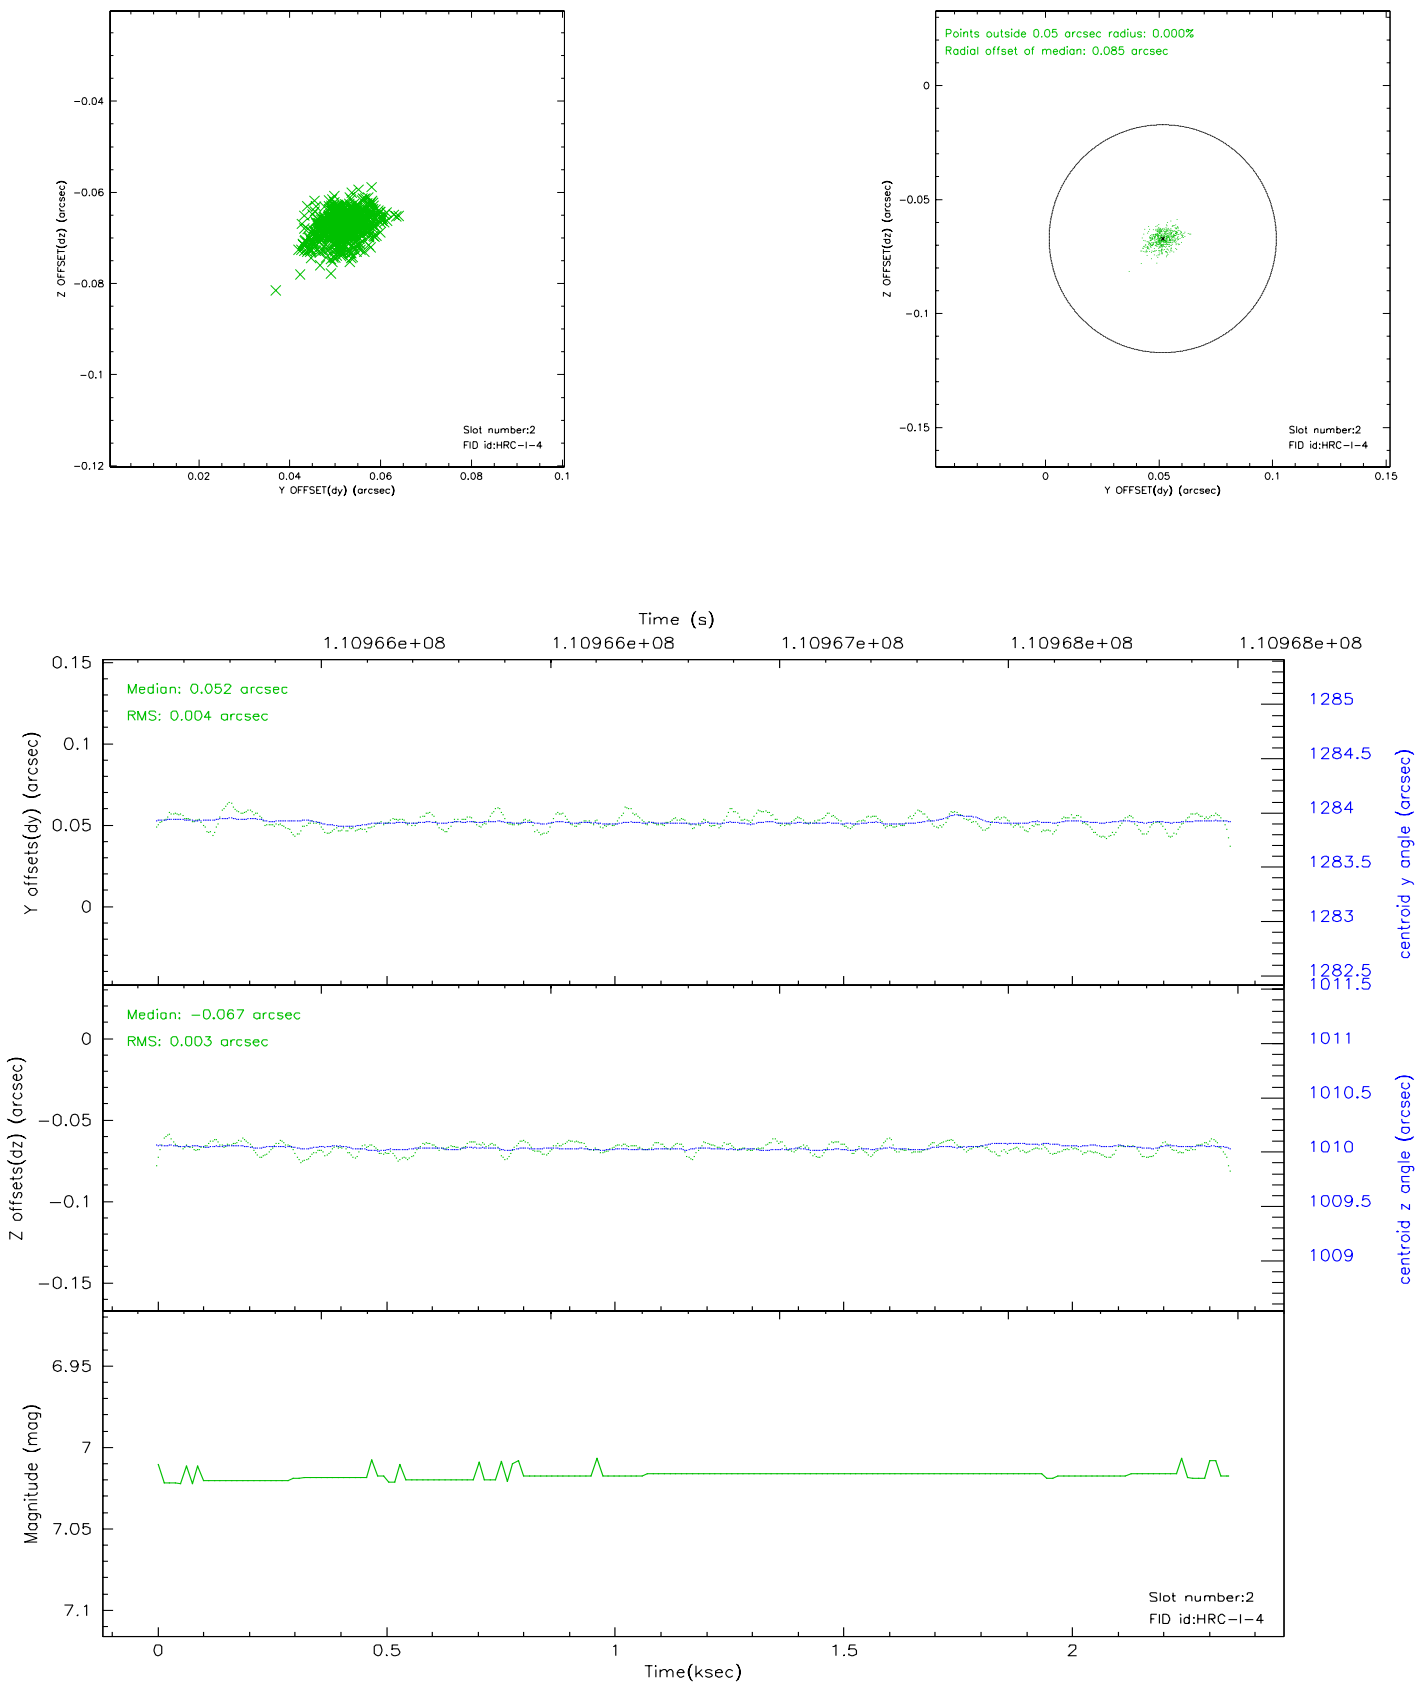 −0.04
−0.06
−0.08
−0.1
−0.12
Z OFFSET(dz) (arcsec)
Slot number:2
FID id:HRC−I−4
0.02 0.04 0.06 0.08 0.1
Y OFFSET(dy) (arcsec)
Points outside 0.05 arcsec radius: 0.000%
Radial offset of median: 0.085 arcsec
0
−0.05
−0.1
−0.15
Z OFFSET(dz) (arcsec)
Slot number:2
FID id:HRC−I−4
0 0.05 0.1 0.15
Y OFFSET(dy) (arcsec)
Time (s)
1.10966e+08 1.10966e+08 1.10967e+08 1.10968e+08 1.10968e+08
0.15
0.1
0.05
0
Y offsets(dy) (arcsec)
Median: 0.052 arcsec
RMS: 0.004 arcsec
1285
1284.5
1284
1283.5
1283
1282.5
centroid y angle (arcsec)
0
−0.05
−0.1
−0.15
Z offsets(dz) (arcsec)
Median: −0.067 arcsec
RMS: 0.003 arcsec
1011.5
1011
1010.5
1010
1009.5
1009
centroid z angle (arcsec)
6.95
7
7.05
7.1
Magnitude (mag)
Slot number:2
FID id:HRC−I−4
0 0.5 1 1.5 2
Time(ksec)